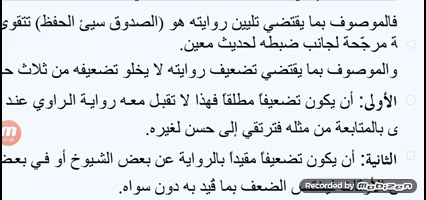 فالموصوف بما يقتضي تليين روايته هو (الصدوق سيئ الحفظ) تتقوى
ة مرجّحة لجانب ضبطه لحديث معين.
والموصوف بما يقتضي تضعيف روايته لا يخلو تضعيفه من ثلاث حـ
الأولى: أن يكون تضعيفاً مطلقاً فهذا لا تقبل معه رواية الراوي عند
ى بالمتابعة من مثله فترتقي إلى حسن لغيره.
الثانية: أن يكون تضعيفاً مقيداً بالرواية عن بعض الشيوخ أو في بعض
الضعف بما قُيد به دون سواه.
Recorded by MOBIZEN